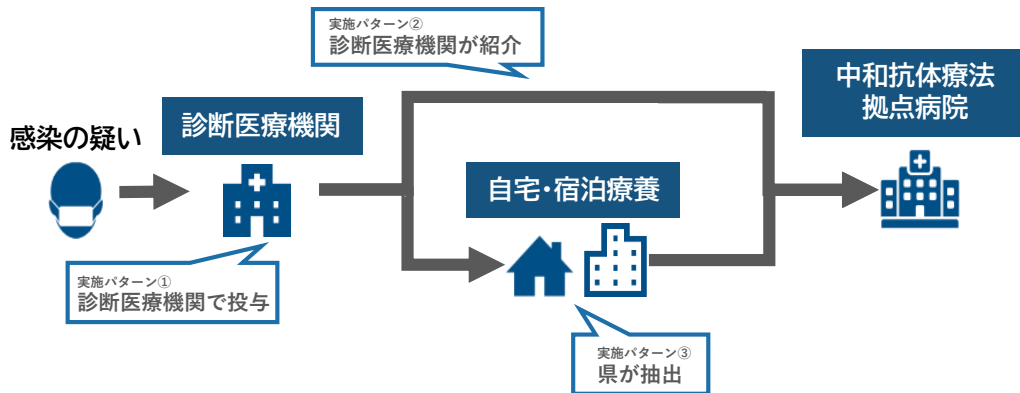 実施パターン②
診断医療機関が紹介
中和抗体療法
拠点病院
診断医療機関
感染の疑い
自宅・宿泊療養
実施パターン①
診断医療機関で投与
実施パターン③
県が抽出